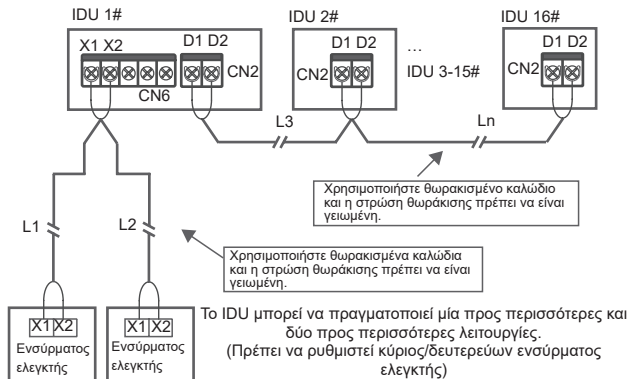 IDU 1#
IDU 2#
IDU 16#
X1 X2
D1 D2
D1 D2
D1 D2
CN2
CN2
CN2
CN6
…
IDU 3-15#
L3
Ln
Χρησιμοποιήστε θωρακισμένο καλώδιο
και η στρώση θωράκισης πρέπει να είναι
γειωμένη.
L1
L2
Χρησιμοποιήστε θωρακισμένα καλώδια
και η στρώση θωράκισης πρέπει να είναι
γειωμένη.
X1 X2
X1 X2
Ενσύρματος
ελεγκτής
Ενσύρματος
ελεγκτής
Το IDU μπορεί να πραγματοποιεί μία προς περισσότερες και
δύο προς περισσότερες λειτουργίες.
(Πρέπει να ρυθμιστεί κύριος/δευτερεύων ενσύρματος
ελεγκτής)